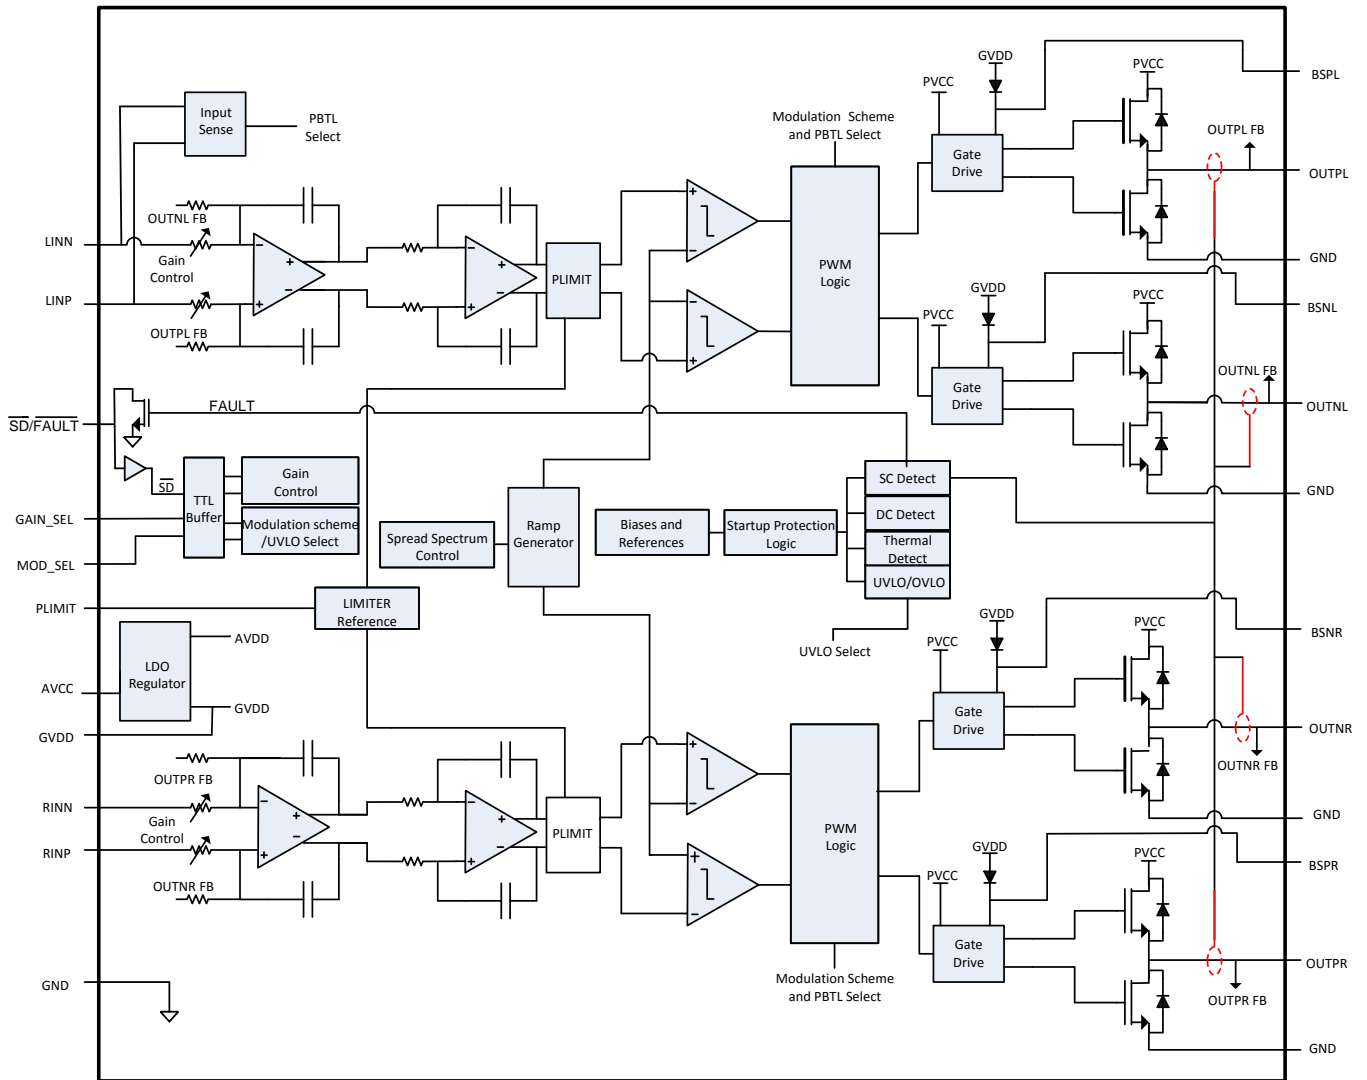 GVDD
PVCC
PVCC
BSPL
Input
Sense
PBTL
Select
Modulation Scheme
and PBTL Select
OUTPL FB
Gate
Drive
OUTPL
OUTNL FB
LINN
Gain
Control
PWM
Logic
GND
PLIMIT
LINP
GVDD
PVCC
BSNL
PVCC
OUTPL FB
OUTNL FB
Gate
Drive
OUTNL
FAULT
SD/FAULT
SD
TTL
Buffer
Gain
Control
SC Detect
GND
GAIN_SEL
Modulation scheme
/UVLO Select
Spread Spectrum
Control
Ramp
Generator
Biases and
References
Startup Protection
Logic
DC Detect
Thermal
Detect
UVLO/OVLO
MOD_SEL
PLIMIT
LIMITER
Reference
UVLO Select
GVDD
PVCC
PVCC
BSNR
LDO
Regulator
AVDD
AVCC
GVDD
GVDD
Gate
Drive
OUTNR
OUTNR FB
OUTPR FB
RINN
Gain
Control
RINP
PLIMIT
PWM
Logic
GND
GVDD
PVCC
PVCC
BSPR
OUTNR FB
Gate
Drive
OUTPR
OUTPR FB
GND
Modulation Scheme
and PBTL Select
GND
+
−
+
−
+
−
+
−
+
−
+
−
+
−
+
−
+
−
−
+
+
−
+
−
+
−
+
−
+
−
+
−